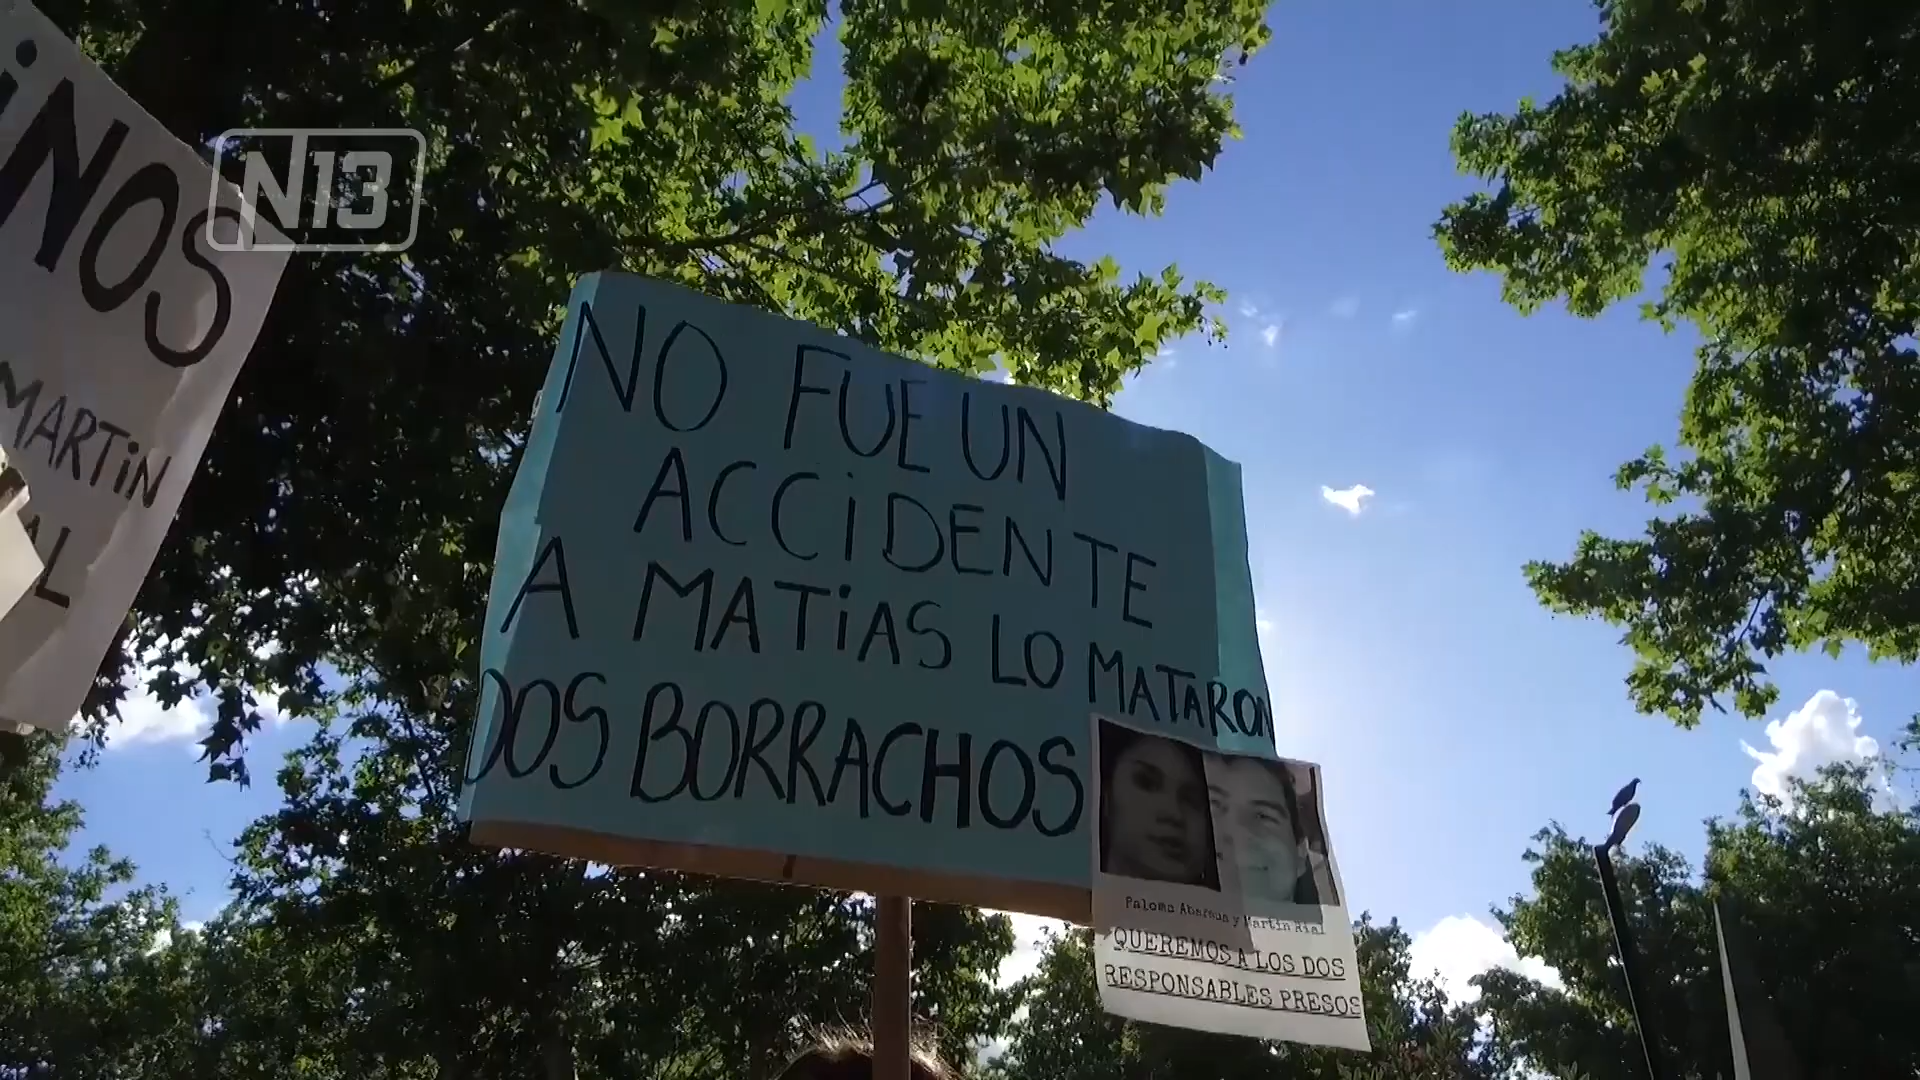 iNOS
MARTiN
AL
N13
NO FUE UN
ACCiDENTE
A MATiAS LO MATARON
DOS BORRACHOS
Paloma y Martin Rial
QUEREMOS A LOS DOS
RESPONSABLES PRESOS